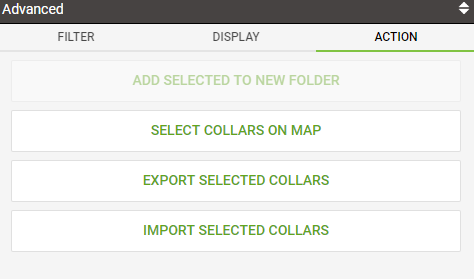 Advanced
FILTER DISPLAY ACTION
ADD SELECTED TO NEW FOLDER
SELECT COLLARS ON MAP
EXPORT SELECTED COLLARS
IMPORT SELECTED COLLARS